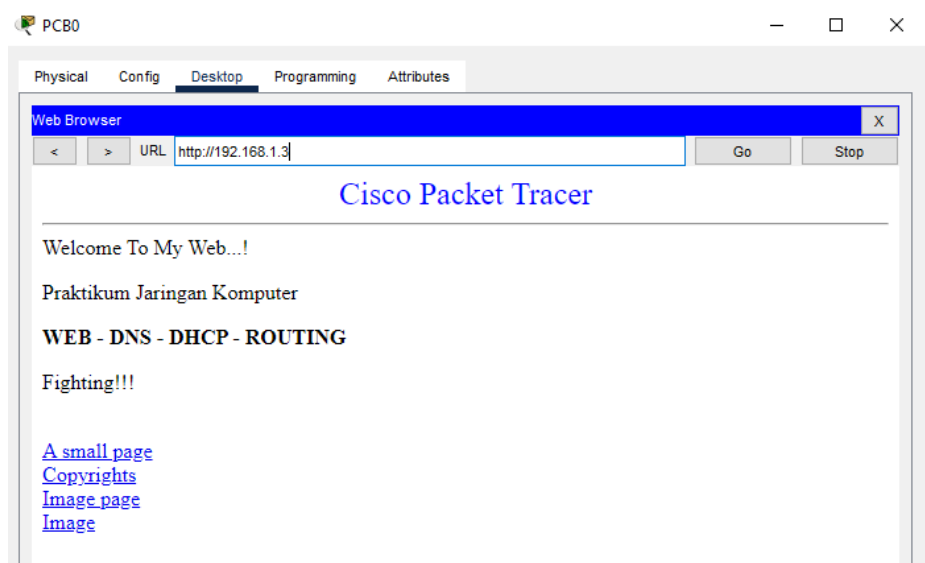 PCB0
Physical Config Desktop Programming Attributes
Web Browser X
< > URL http://192.168.1.3 Go Stop
Cisco Packet Tracer
Welcome To My Web...!
Praktikum Jaringan Komputer
WEB - DNS - DHCP - ROUTING
Fighting!!!
A small page
Copyrights
Image page
Image